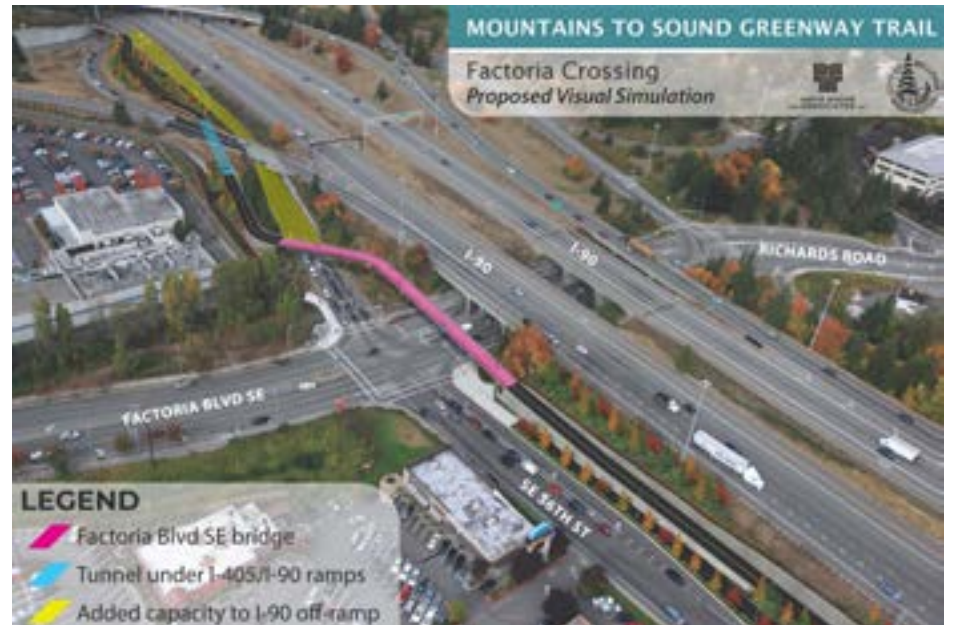 MOUNTAINS TO SOUND GREENWAY TRAIL
Factoria Crossing
Proposed Visual Simulation
I-90
I-90
RICHARDS ROAD
FACTORIA BLVD SE
SE 36TH ST
LEGEND
Factoria Blvd SE bridge
Tunnel under I-405/I-90 ramps
Added capacity to I-90 off-ramp